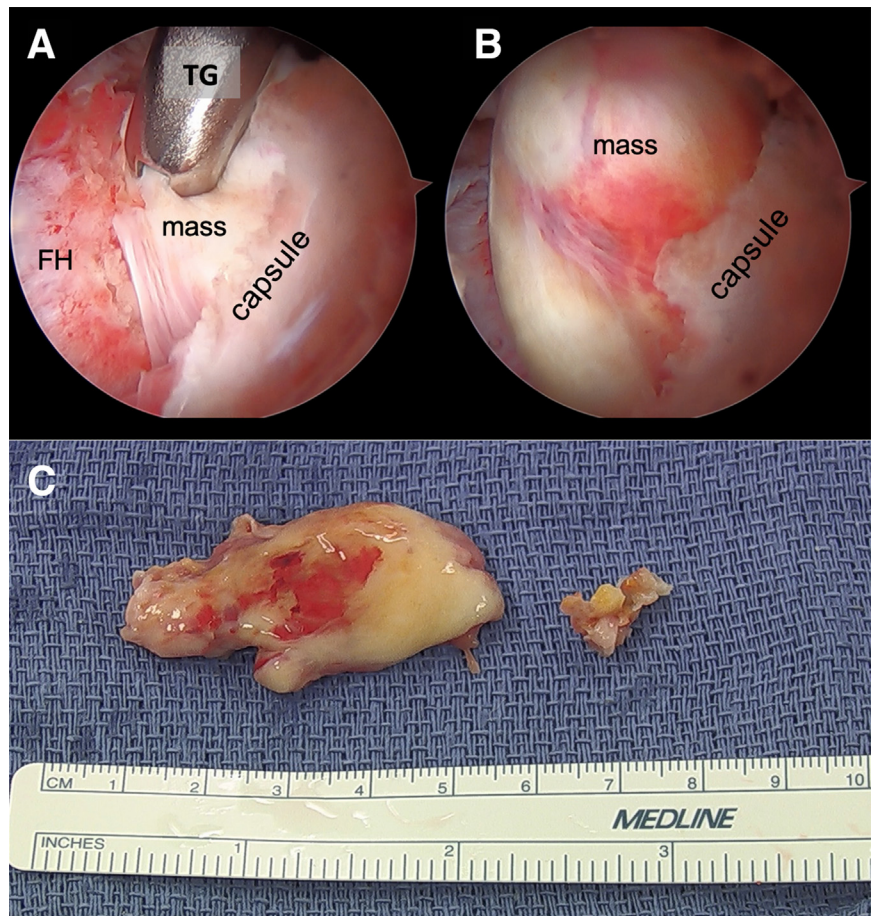 A
TG
mass
FH
capsule
B
mass
capsule
C
CM 1 2 3 4 5 6 7 8 9 10
MEDLINE
INCHES 1 2 3